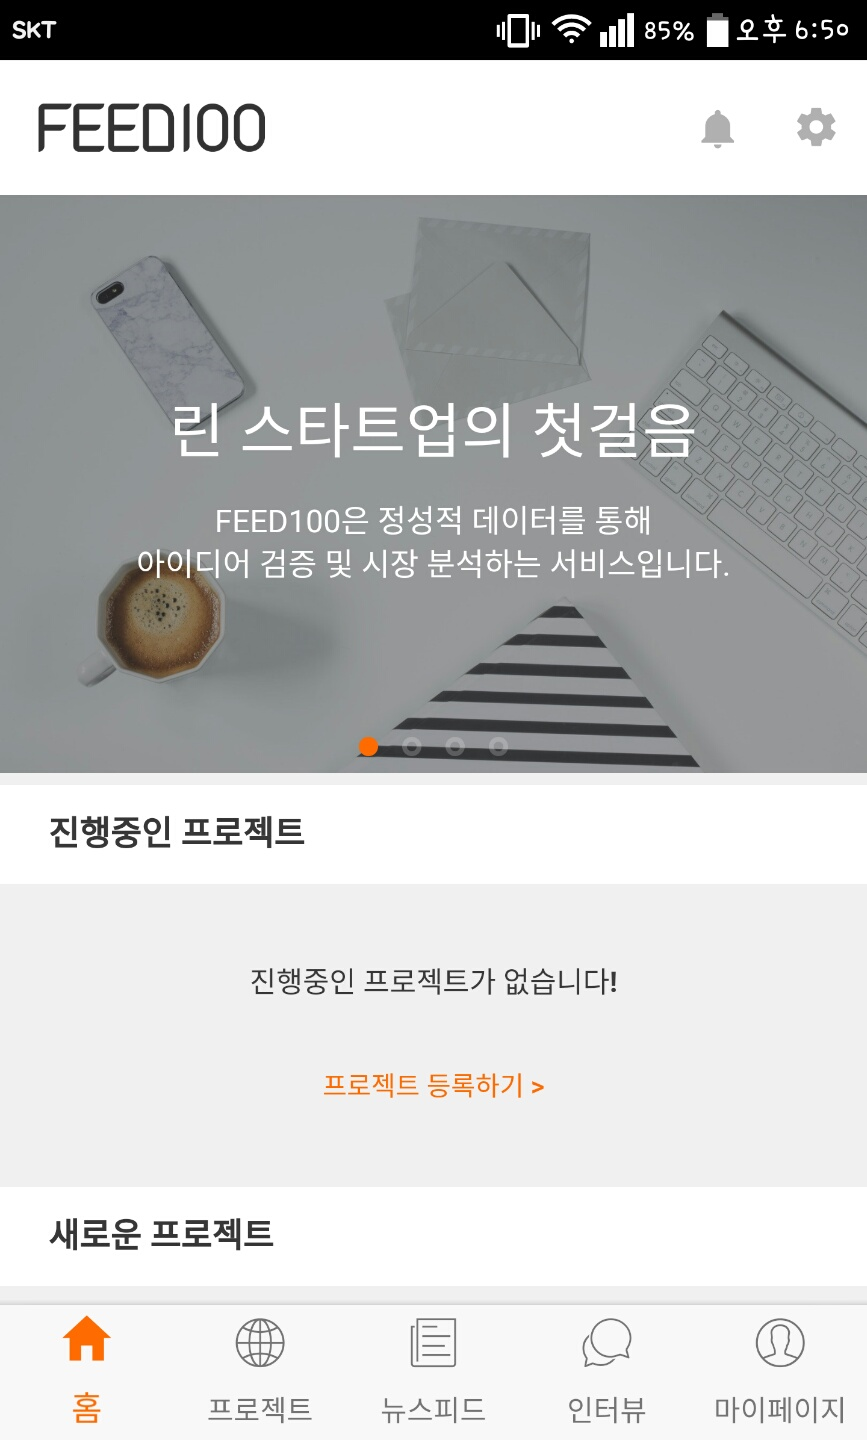 SKT 85% 오후 6:50
FEED100
린 스타트업의 첫걸음
FEED100은 정성적 데이터를 통해
아이디어 검증 및 시장 분석하는 서비스입니다.
진행중인 프로젝트
진행중인 프로젝트가 없습니다!
프로젝트 등록하기 >
새로운 프로젝트
홈 프로젝트 뉴스피드 인터뷰 마이페이지